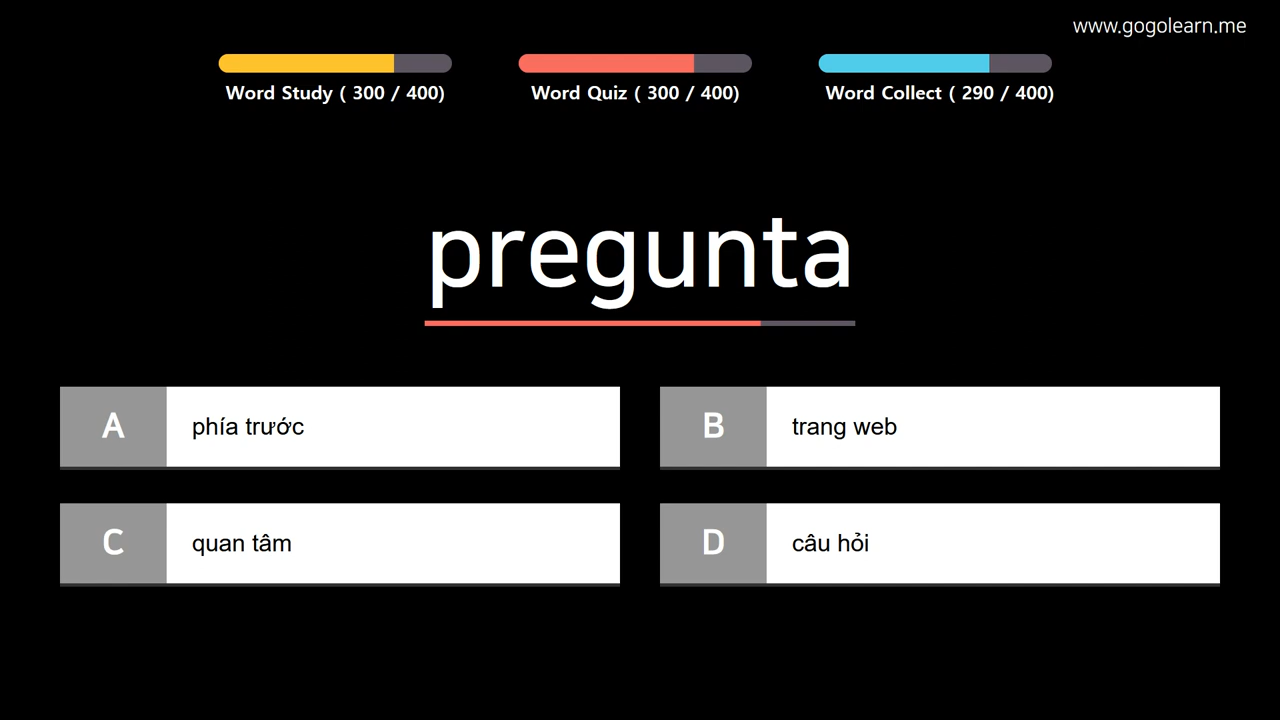 www.gogolearn.me
Word Study ( 300 / 400)
Word Quiz ( 300 / 400)
Word Collect ( 290 / 400)
pregunta
A phía trước
B trang web
C quan tâm
D câu hỏi